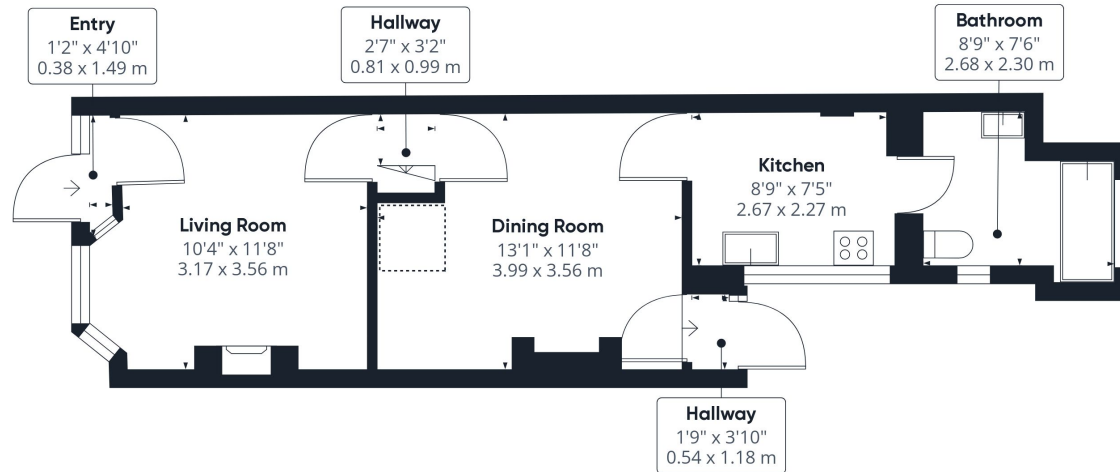 Entry
1'2" x 4'10"
0.38 x 1.49 m
Hallway
2'7" x 3'2"
0.81 x 0.99 m
Bathroom
8'9" x 7'6"
2.68 x 2.30 m
Kitchen
8'9" x 7'5"
2.67 x 2.27 m
Living Room
10'4" x 11'8"
3.17 x 3.56 m
Dining Room
13'1" x 11'8"
3.99 x 3.56 m
Hallway
1'9" x 3'10"
0.54 x 1.18 m